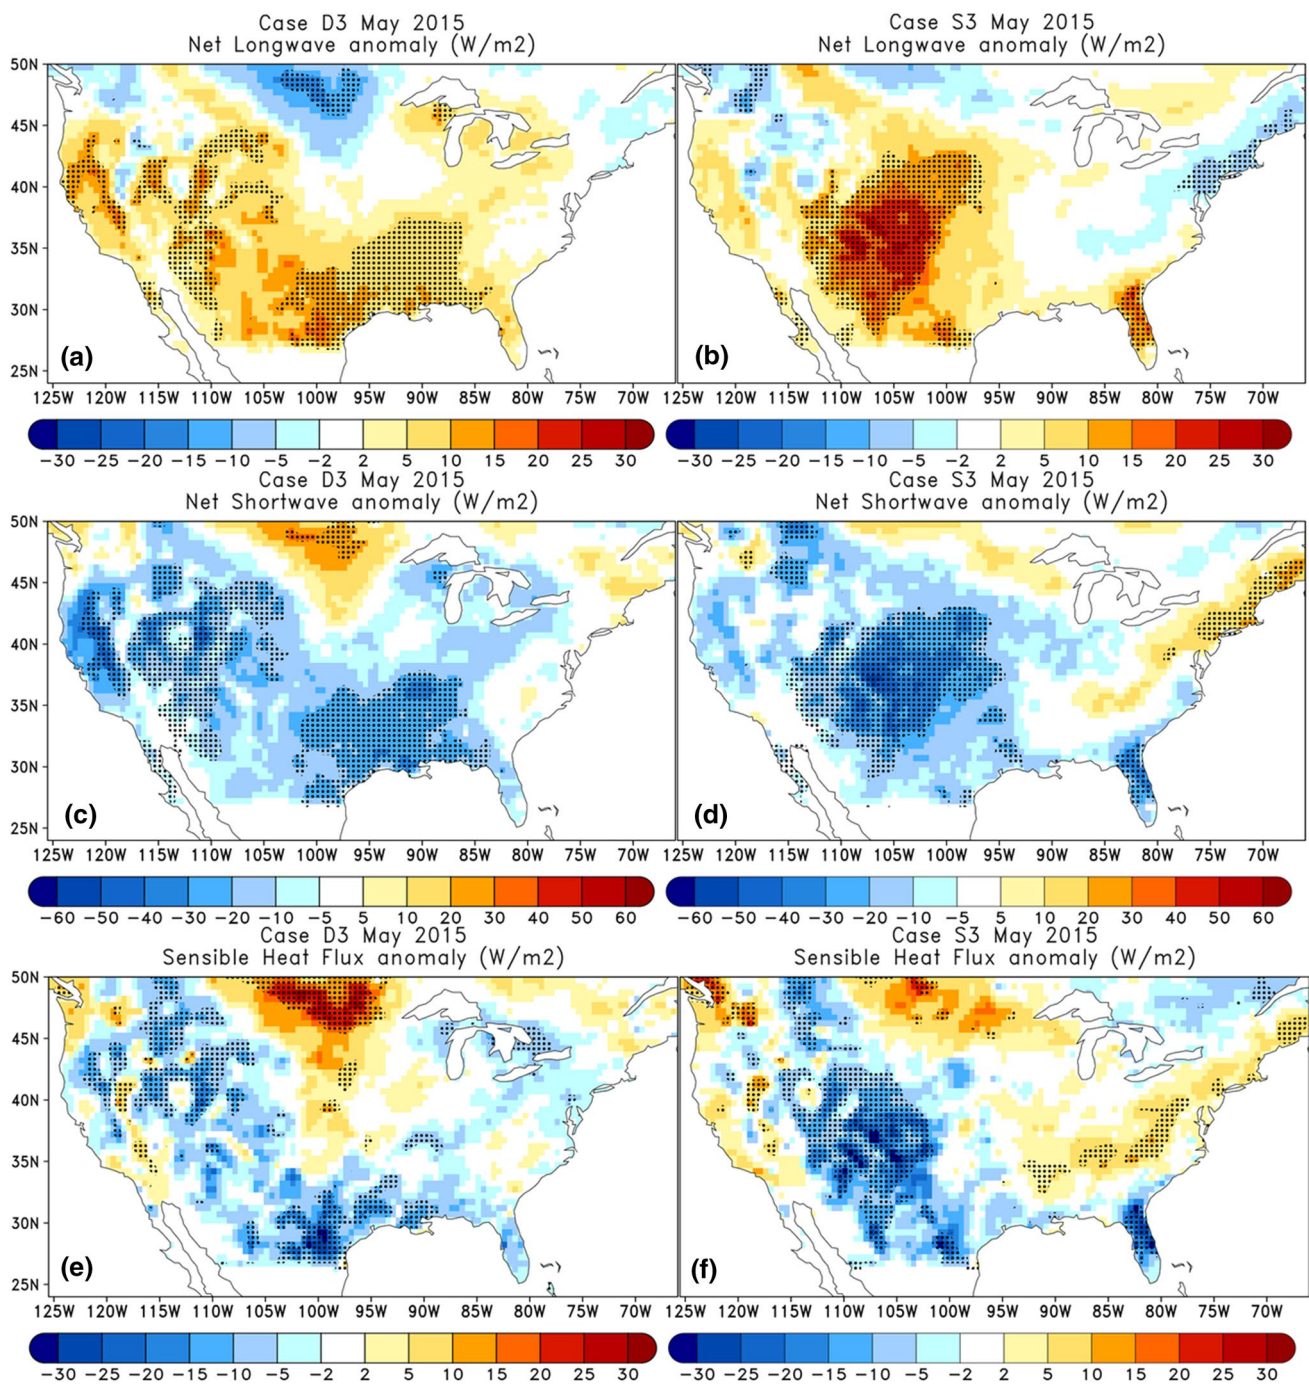 Case D3 May 2015
Net Longwave anomaly (W/m2)
Case S3 May 2015
Net Longwave anomaly (W/m2)
50N
45N
40N
35N
30N
25N
(a)
(b)
125W 120W 115W 110W 105W 100W 95W 90W 85W 80W 75W 70W
125W 120W 115W 110W 105W 100W 95W 90W 85W 80W 75W 70W
−30 −25 −20 −15 −10 −5 −2 2 5 10 15 20 25 30
−30 −25 −20 −15 −10 −5 −2 2 5 10 15 20 25 30
Case D3 May 2015
Net Shortwave anomaly (W/m2)
Case S3 May 2015
Net Shortwave anomaly (W/m2)
50N
45N
40N
35N
30N
25N
(c)
(d)
125W 120W 115W 110W 105W 100W 95W 90W 85W 80W 75W 70W
125W 120W 115W 110W 105W 100W 95W 90W 85W 80W 75W 70W
−60 −50 −40 −30 −20 −10 −5 5 10 20 30 40 50 60
−60 −50 −40 −30 −20 −10 −5 5 10 20 30 40 50 60
Case D3 May 2015
Sensible Heat Flux anomaly (W/m2)
Case S3 May 2015
Sensible Heat Flux anomaly (W/m2)
50N
45N
40N
35N
30N
25N
(e)
(f)
125W 120W 115W 110W 105W 100W 95W 90W 85W 80W 75W 70W
125W 120W 115W 110W 105W 100W 95W 90W 85W 80W 75W 70W
−30 −25 −20 −15 −10 −5 −2 2 5 10 15 20 25 30
−30 −25 −20 −15 −10 −5 −2 2 5 10 15 20 25 30